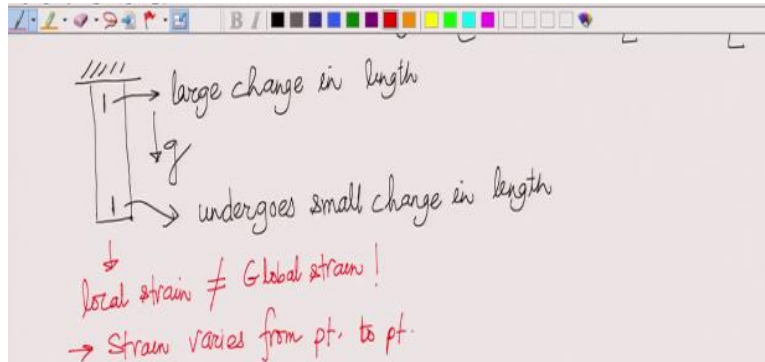 B I
large change in length
g
undergoes small change in length
local strain ≠ Global strain!
→ Strain varies from pt. to pt.